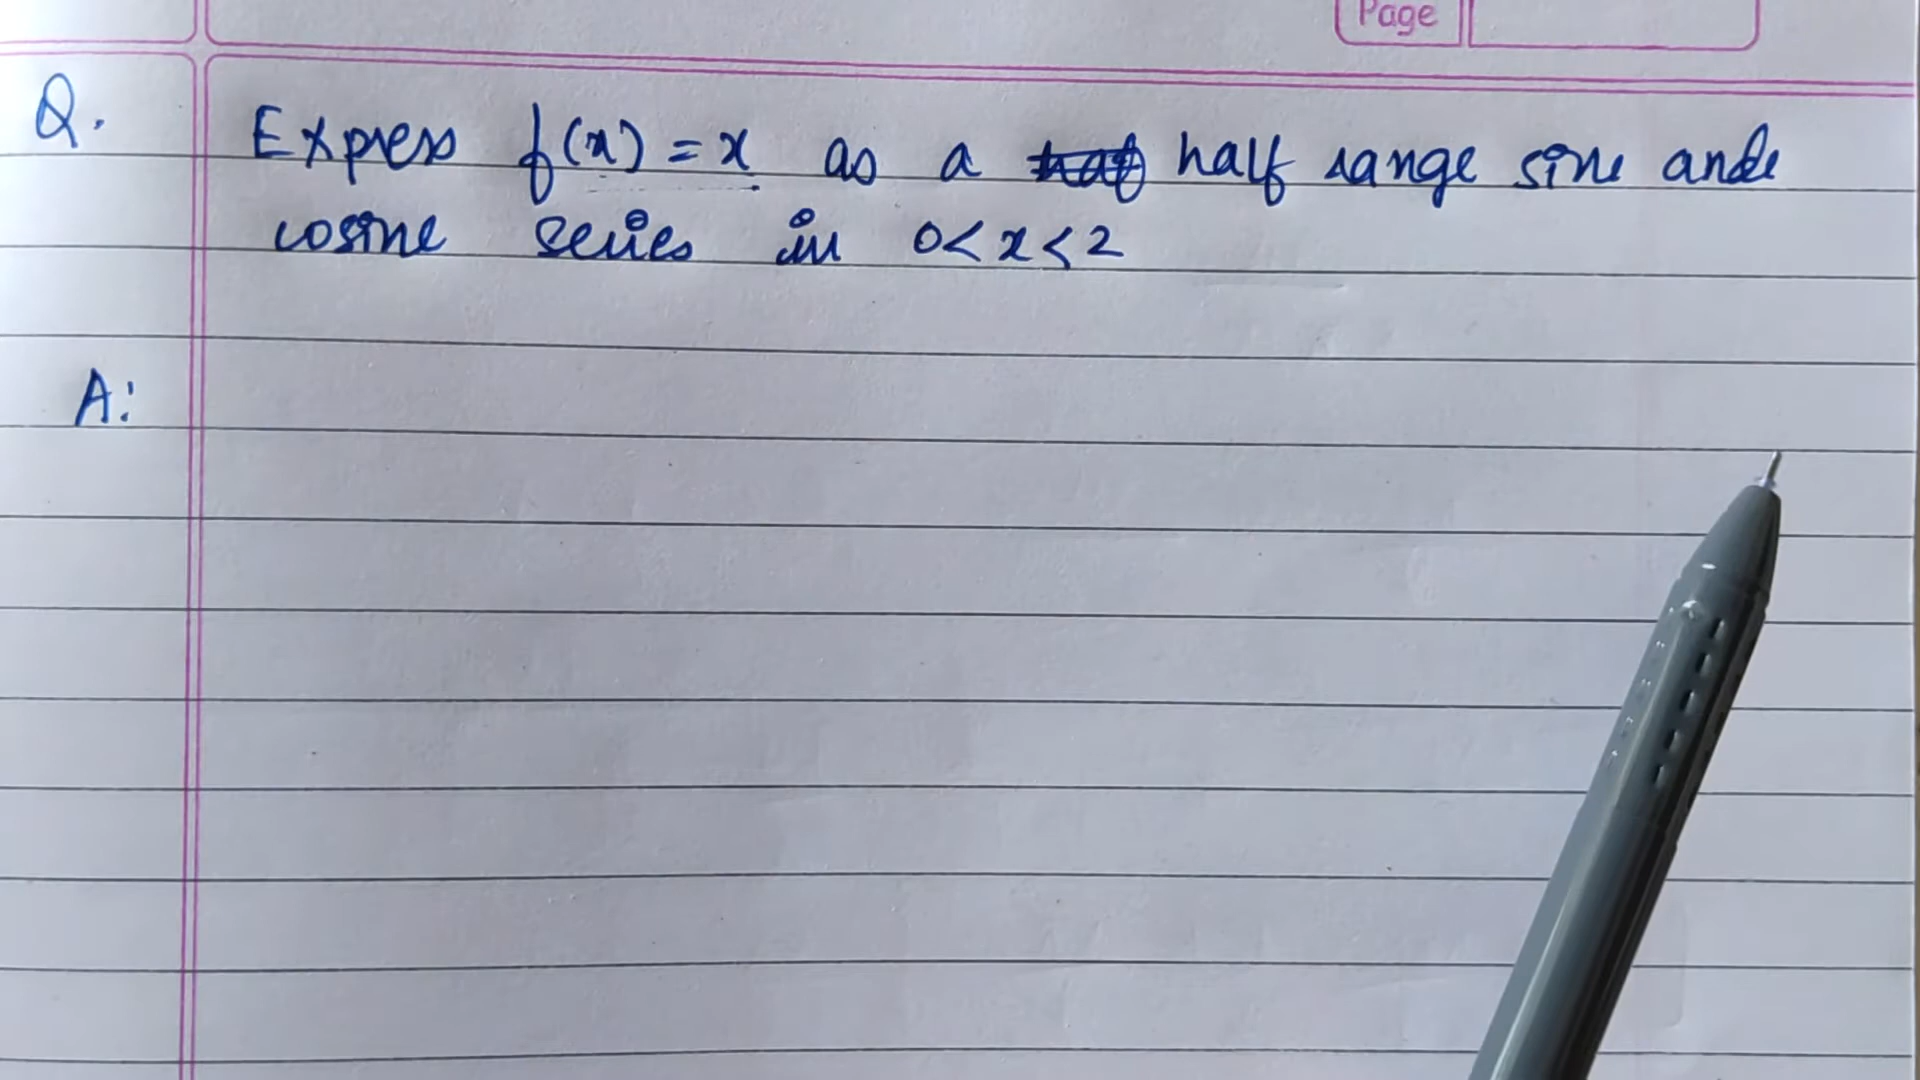 Page
Q. Express f(x) = x as a half range sine and
cosine series in 0<x<2
A: